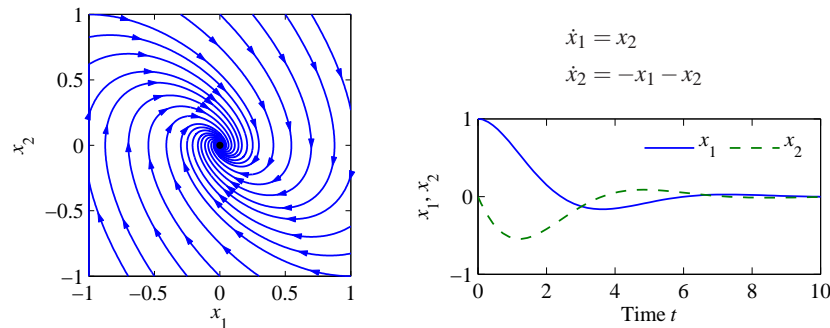 1
0.5
0
−0.5
−1
x₂
−1 −0.5 0 0.5 1
x₁
ẋ₁ = x₂
ẋ₂ = −x₁ − x₂
1
0
−1
x₁, x₂
x₁ x₂
0 2 4 6 8 10
Time t